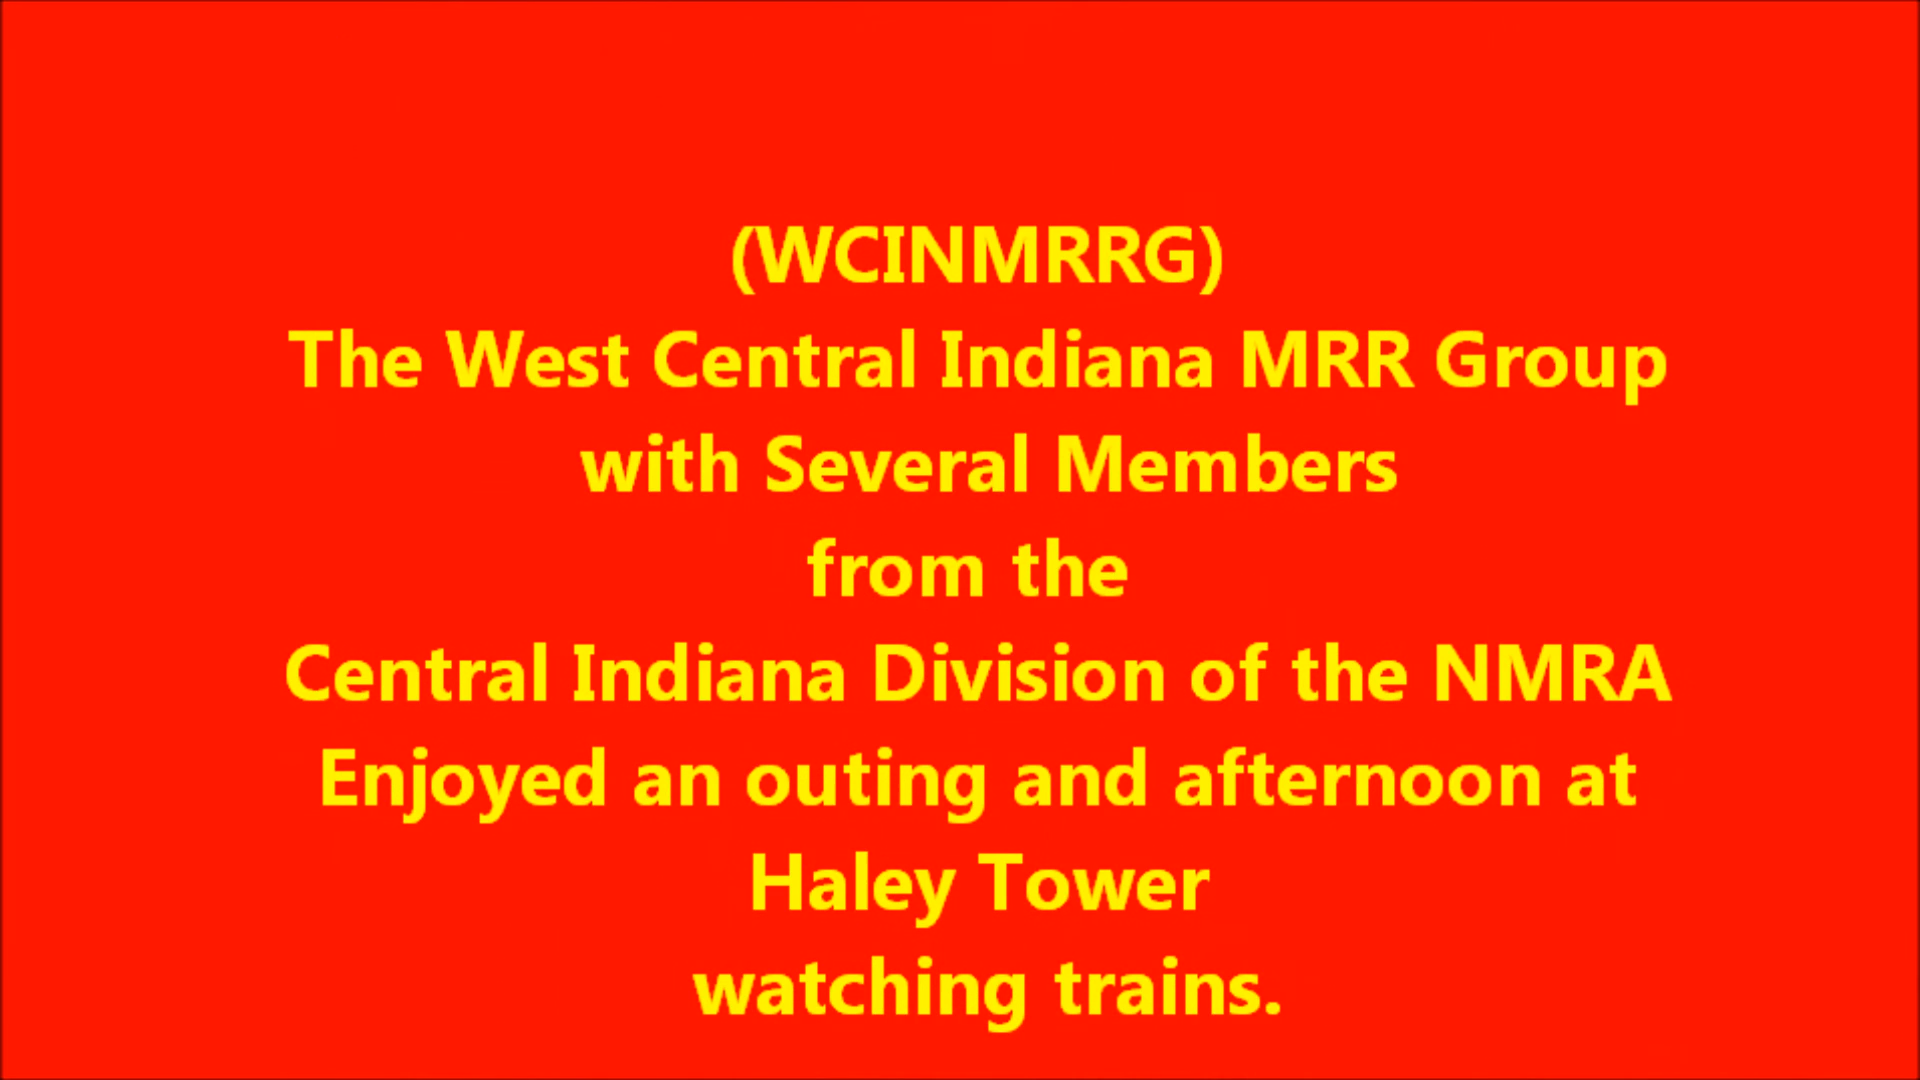 (WCINMRRG)
The West Central Indiana MRR Group
with Several Members
from the
Central Indiana Division of the NMRA
Enjoyed an outing and afternoon at
Haley Tower
watching trains.